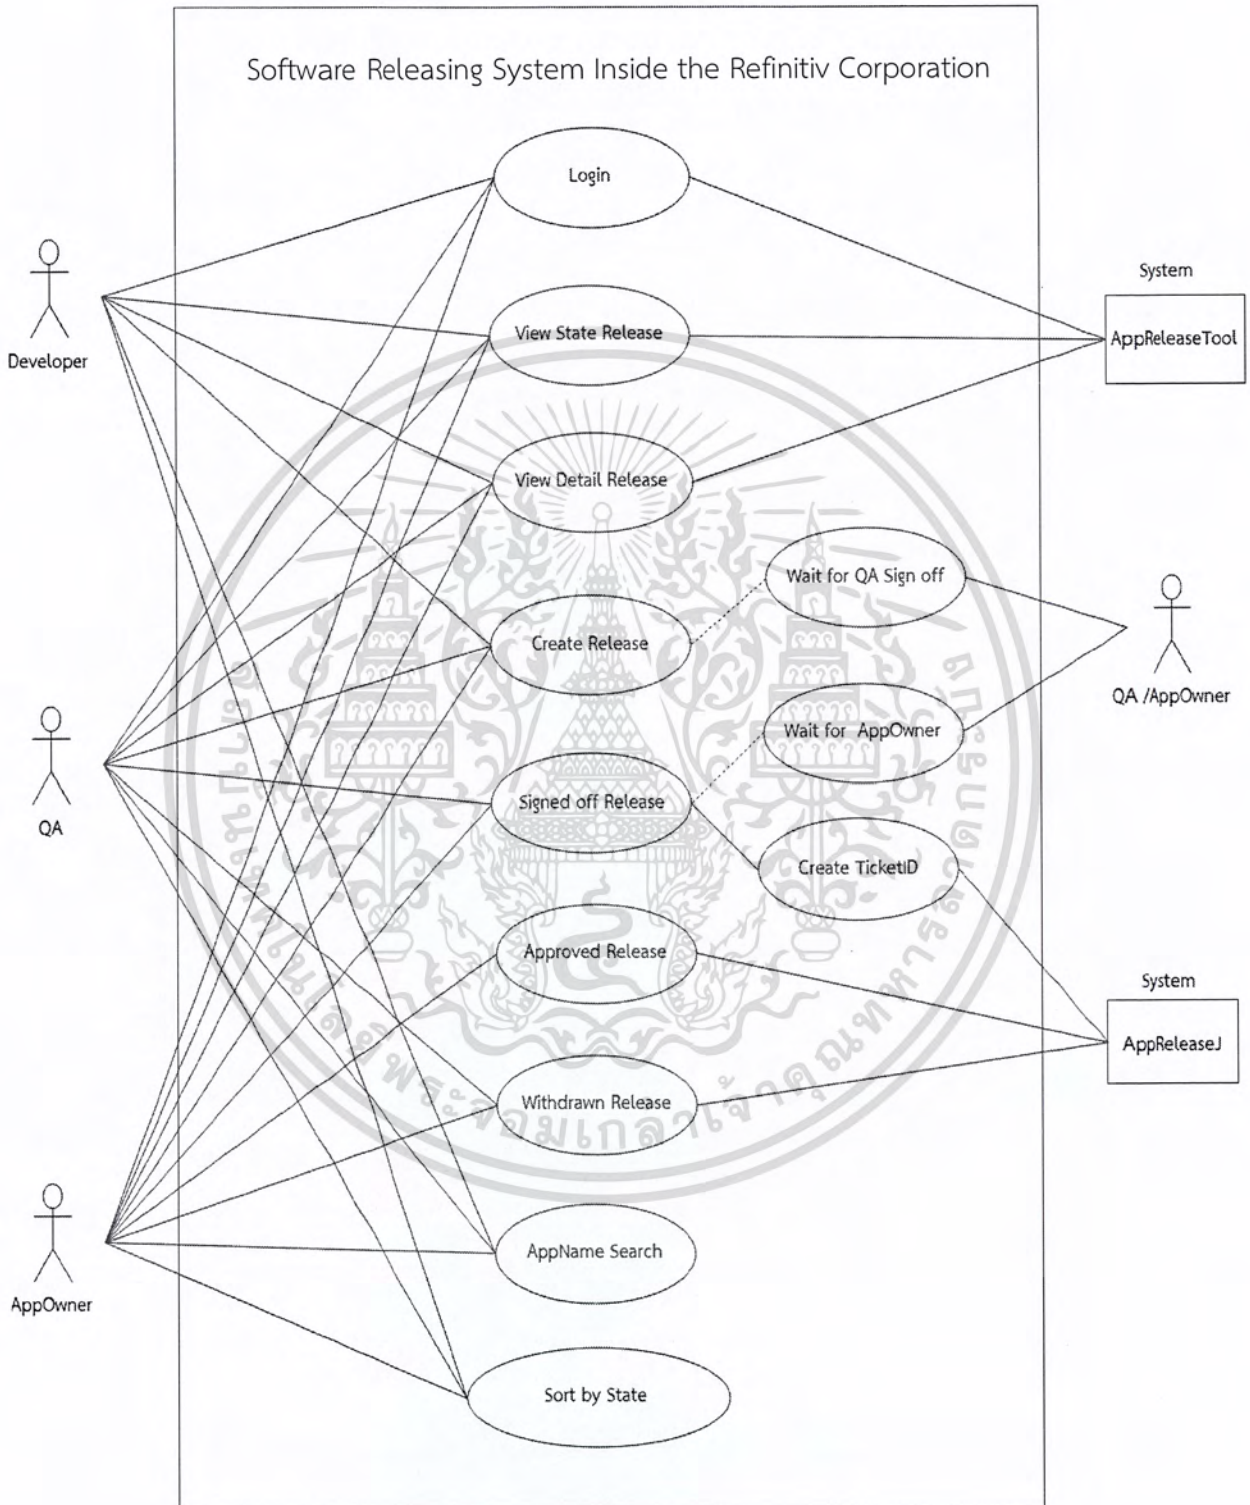 Software Releasing System Inside the Refinitiv Corporation
Login
Developer
System
View State Release
AppReleaseTool
View Detail Release
Wait for QA Sign off
Create Release
QA /AppOwner
Wait for AppOwner
QA
Signed off Release
Create TicketID
Approved Release
System
AppReleaseJ
Withdrawn Release
AppOwner
AppName Search
Sort by State